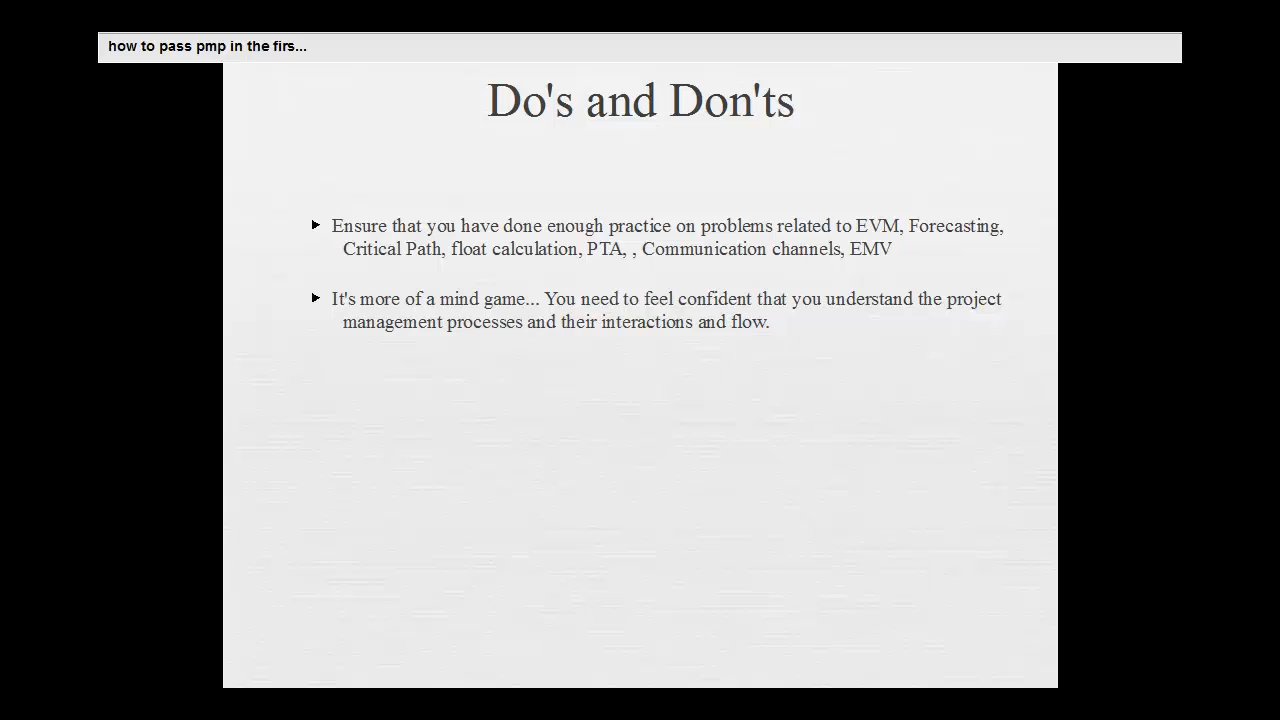 how to pass pmp in the firs...
Do's and Don'ts
Ensure that you have done enough practice on problems related to EVM, Forecasting,
Critical Path, float calculation, PTA, , Communication channels, EMV
It's more of a mind game... You need to feel confident that you understand the project
management processes and their interactions and flow.